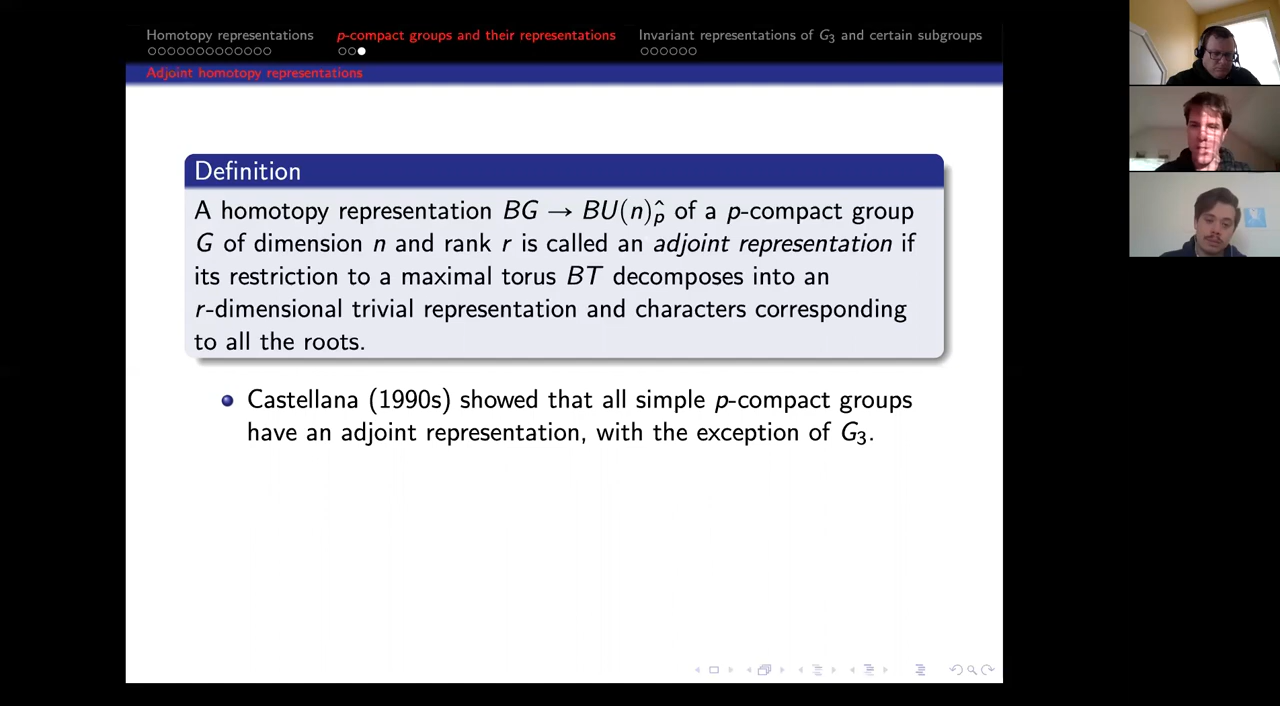 Homotopy representations p-compact groups and their representations Invariant representations of G₃ and certain subgroups
Adjoint homotopy representations
Definition
A homotopy representation BG → BU(n)^p of a p-compact group
G of dimension n and rank r is called an adjoint representation if
its restriction to a maximal torus BT decomposes into an
r-dimensional trivial representation and characters corresponding
to all the roots.
Castellana (1990s) showed that all simple p-compact groups
have an adjoint representation, with the exception of G₃.